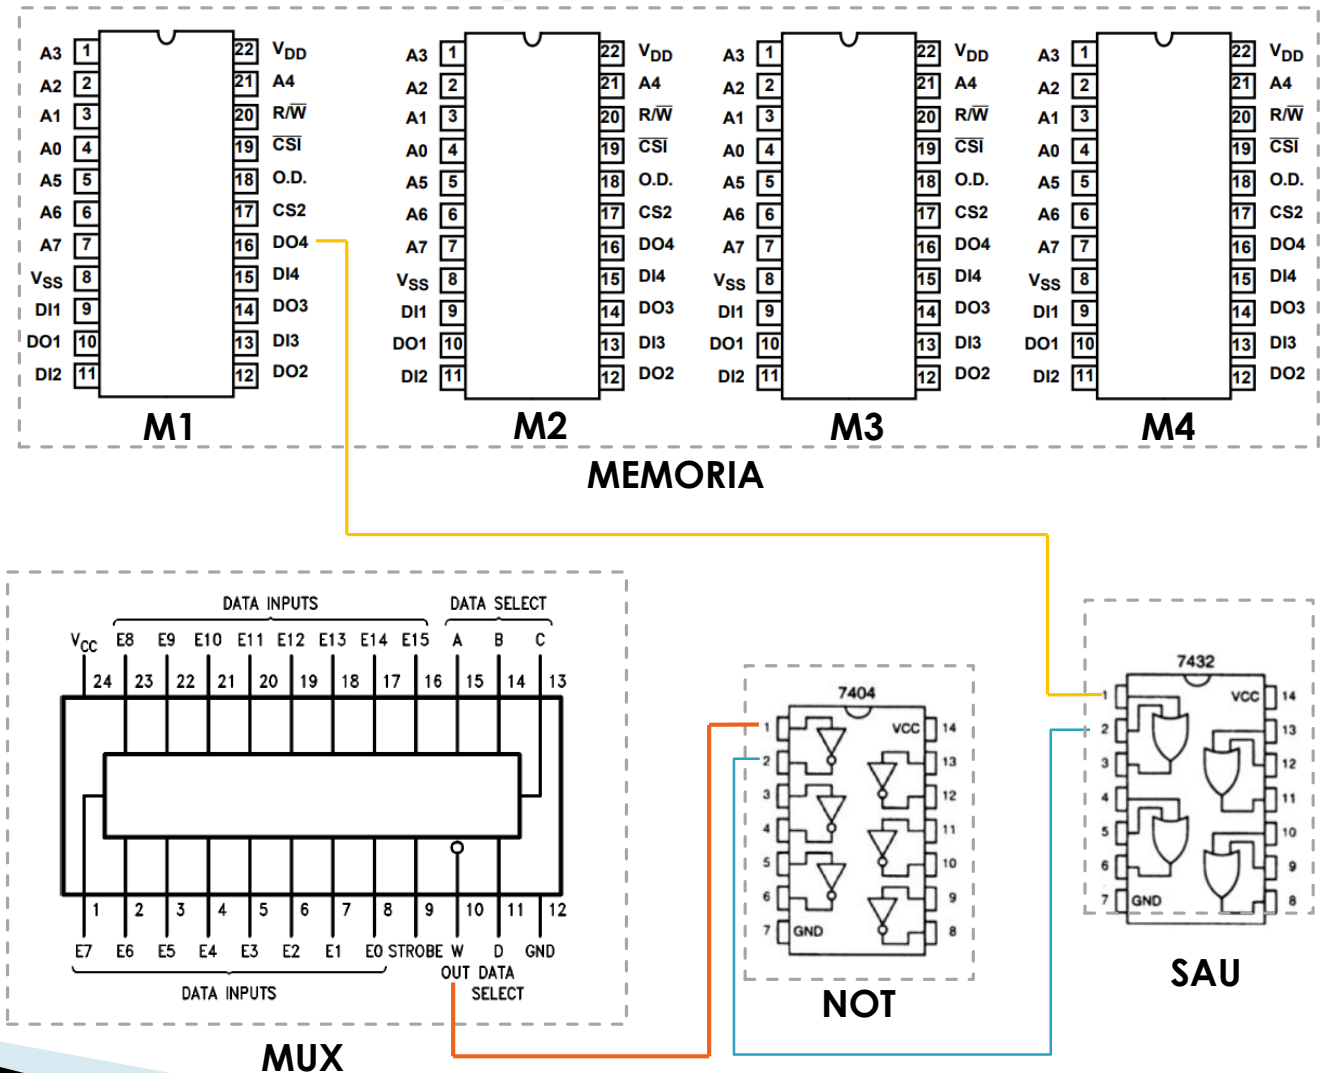 A3 1 22 VDD
A2 2 21 A4
A1 3 20 R/W̅
A0 4 19 C̅S̅I̅
A5 5 18 O.D.
A6 6 17 CS2
A7 7 16 DO4
VSS 8 15 DI4
DI1 9 14 DO3
DO1 10 13 DI3
DI2 11 12 DO2
M1
A3 1 22 VDD
A2 2 21 A4
A1 3 20 R/W̅
A0 4 19 C̅S̅I̅
A5 5 18 O.D.
A6 6 17 CS2
A7 7 16 DO4
VSS 8 15 DI4
DI1 9 14 DO3
DO1 10 13 DI3
DI2 11 12 DO2
M2
A3 1 22 VDD
A2 2 21 A4
A1 3 20 R/W̅
A0 4 19 C̅S̅I̅
A5 5 18 O.D.
A6 6 17 CS2
A7 7 16 DO4
VSS 8 15 DI4
DI1 9 14 DO3
DO1 10 13 DI3
DI2 11 12 DO2
M3
A3 1 22 VDD
A2 2 21 A4
A1 3 20 R/W̅
A0 4 19 C̅S̅I̅
A5 5 18 O.D.
A6 6 17 CS2
A7 7 16 DO4
VSS 8 15 DI4
DI1 9 14 DO3
DO1 10 13 DI3
DI2 11 12 DO2
M4
MEMORIA
DATA INPUTS DATA SELECT
VCC E8 E9 E10 E11 E12 E13 E14 E15 A B C
24 23 22 21 20 19 18 17 16 15 14 13
1 2 3 4 5 6 7 8 9 10 11 12
E7 E6 E5 E4 E3 E2 E1 E0 STROBE W D GND
OUT DATA
DATA INPUTS SELECT
MUX
7404
1 VCC 14
2 13
3 12
4 11
5 10
6 9
7 GND 8
NOT
7432
1 VCC 14
2 13
3 12
4 11
5 10
6 9
7 GND 8
SAU